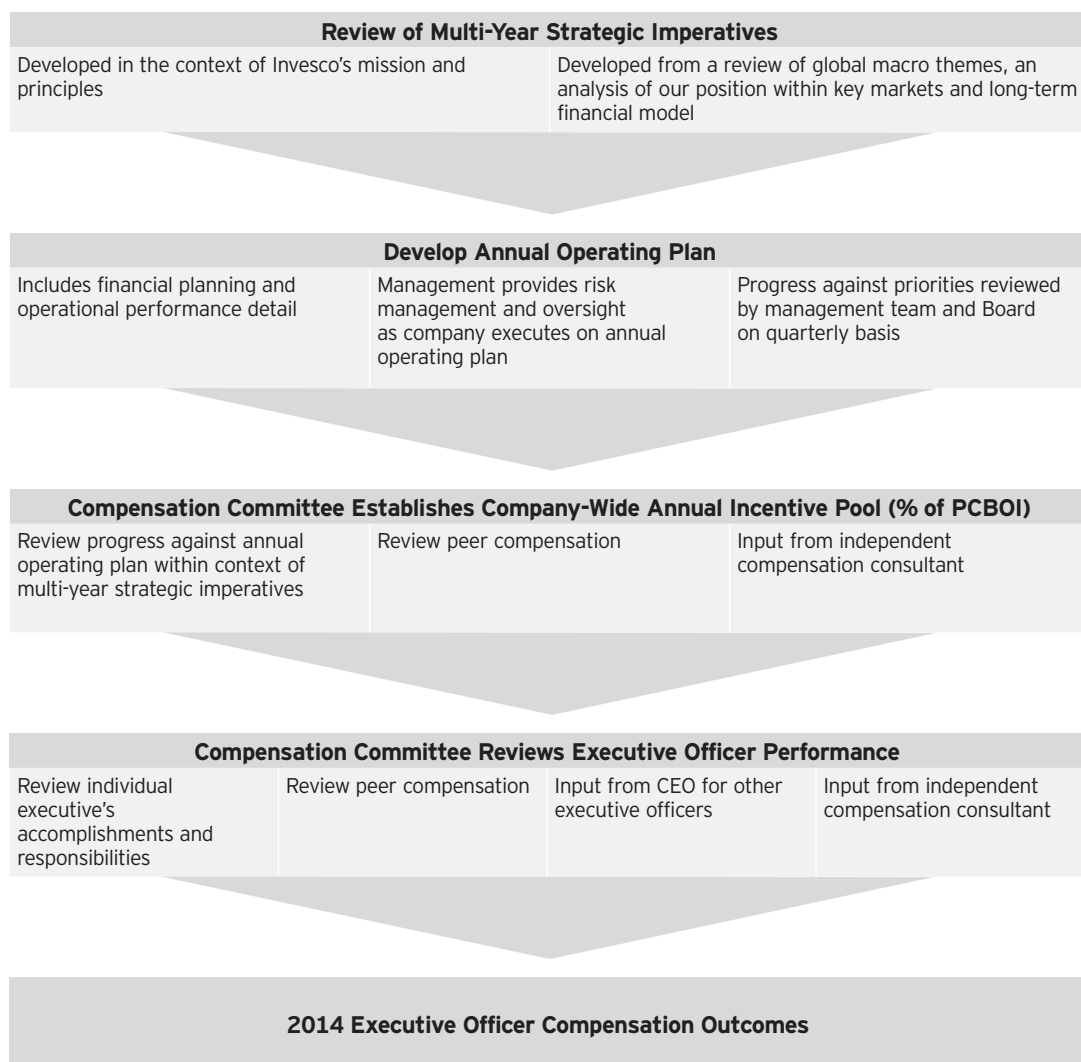 Review of Multi-Year Strategic Imperatives
Developed in the context of Invesco’s mission and
principles
Developed from a review of global macro themes, an
analysis of our position within key markets and long-term
financial model
Develop Annual Operating Plan
Includes financial planning and
operational performance detail
Management provides risk
management and oversight
as company executes on annual
operating plan
Progress against priorities reviewed
by management team and Board
on quarterly basis
Compensation Committee Establishes Company-Wide Annual Incentive Pool (% of PCBOI)
Review progress against annual
operating plan within context of
multi-year strategic imperatives
Review peer compensation
Input from independent
compensation consultant
Compensation Committee Reviews Executive Officer Performance
Review individual
executive’s
accomplishments and
responsibilities
Review peer compensation
Input from CEO for other
executive officers
Input from independent
compensation consultant
2014 Executive Officer Compensation Outcomes